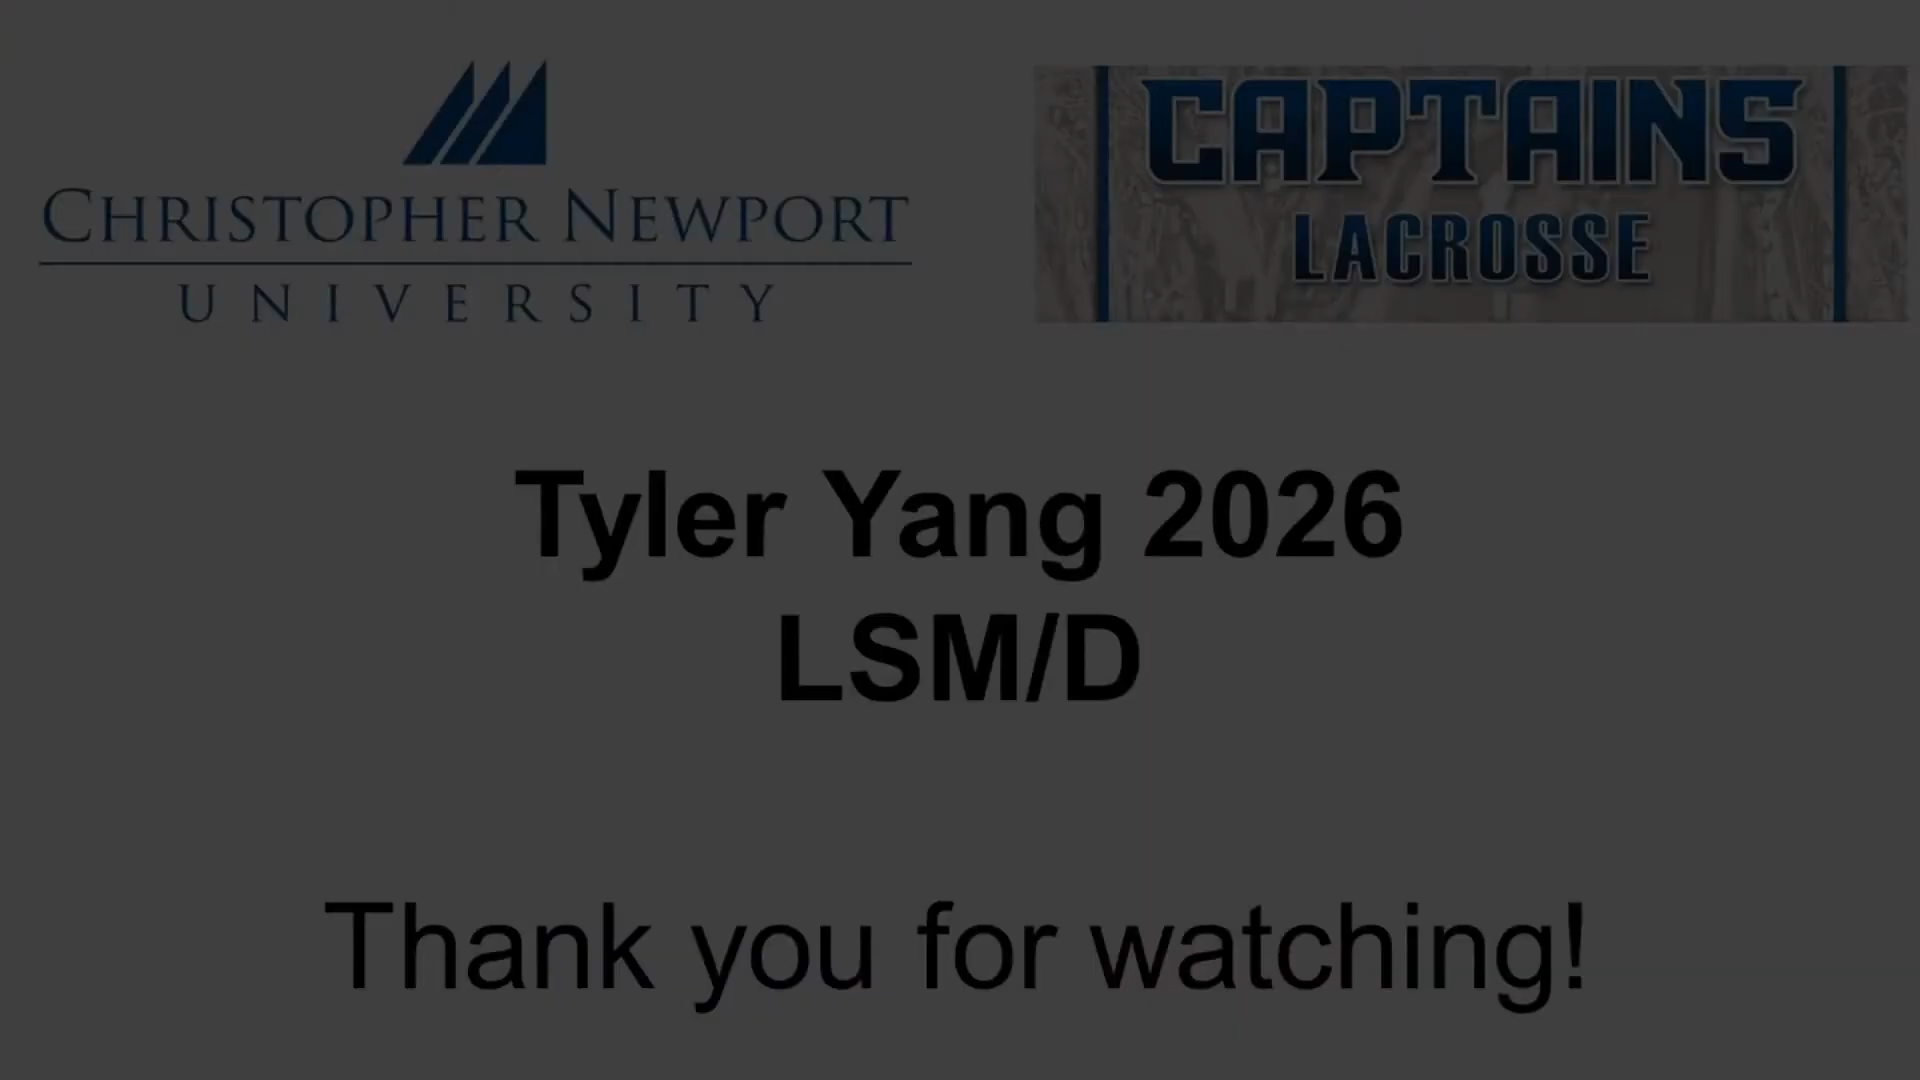 CHRISTOPHER NEWPORT
UNIVERSITY
CAPTAINS
LACROSSE
Tyler Yang 2026
LSM/D
Thank you for watching!